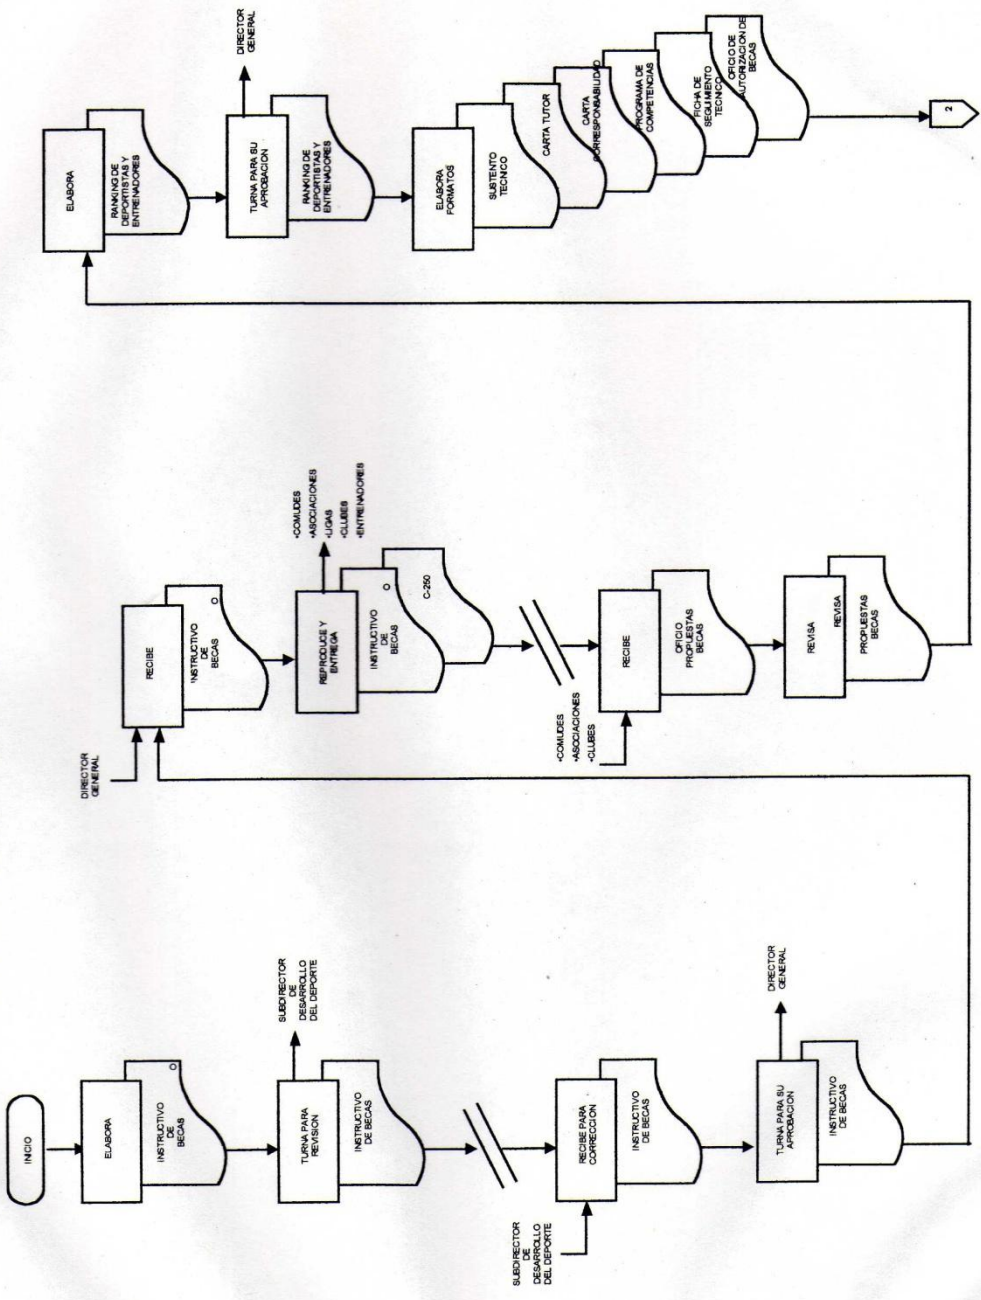 INICIO
ELABORA
INSTRUCTIVO
DE
BECAS
O
SUBDIRECTOR
DE
DESARROLLO
DEL DEPORTE
TURNA PARA
REVISION
INSTRUCTIVO
DE BECAS
SUBDIRECTOR
DE
DESARROLLO
DEL DEPORTE
RECIBE PARA
CORRECCION
INSTRUCTIVO
DE BECAS
DIRECTOR
GENERAL
TURNA PARA SU
APROBACION
INSTRUCTIVO
DE BECAS
DIRECTOR
GENERAL
RECIBE
INSTRUCTIVO
DE
BECAS
O
•COMUDES
•ASOCIACIONES
•LIGAS
•CLUBES
•ENTRENADORES
REPRODUCE Y
ENTREGA
INSTRUCTIVO
DE
BECAS
O
C-250
•COMUDES
•ASOCIACIONES
•CLUBES
RECIBE
OFICIO
PROPUESTAS
BECAS
REVISA
REVISA
PROPUESTAS
BECAS
ELABORA
RANKING DE
DEPORTISTAS Y
ENTRENADORES
DIRECTOR
GENERAL
TURNA PARA SU
APROBACION
RANKING DE
DEPORTISTAS Y
ENTRENADORES
ELABORA
FORMATOS
SUSTENTO
TECNICO
CARTA TUTOR
CARTA
CORRESPONSABILIDAD
PROGRAMA DE
COMPETENCIAS
FICHA DE
SEGUIMIENTO
TECNICO
OFICIO DE
AUTORIZACION DE
BECAS
2